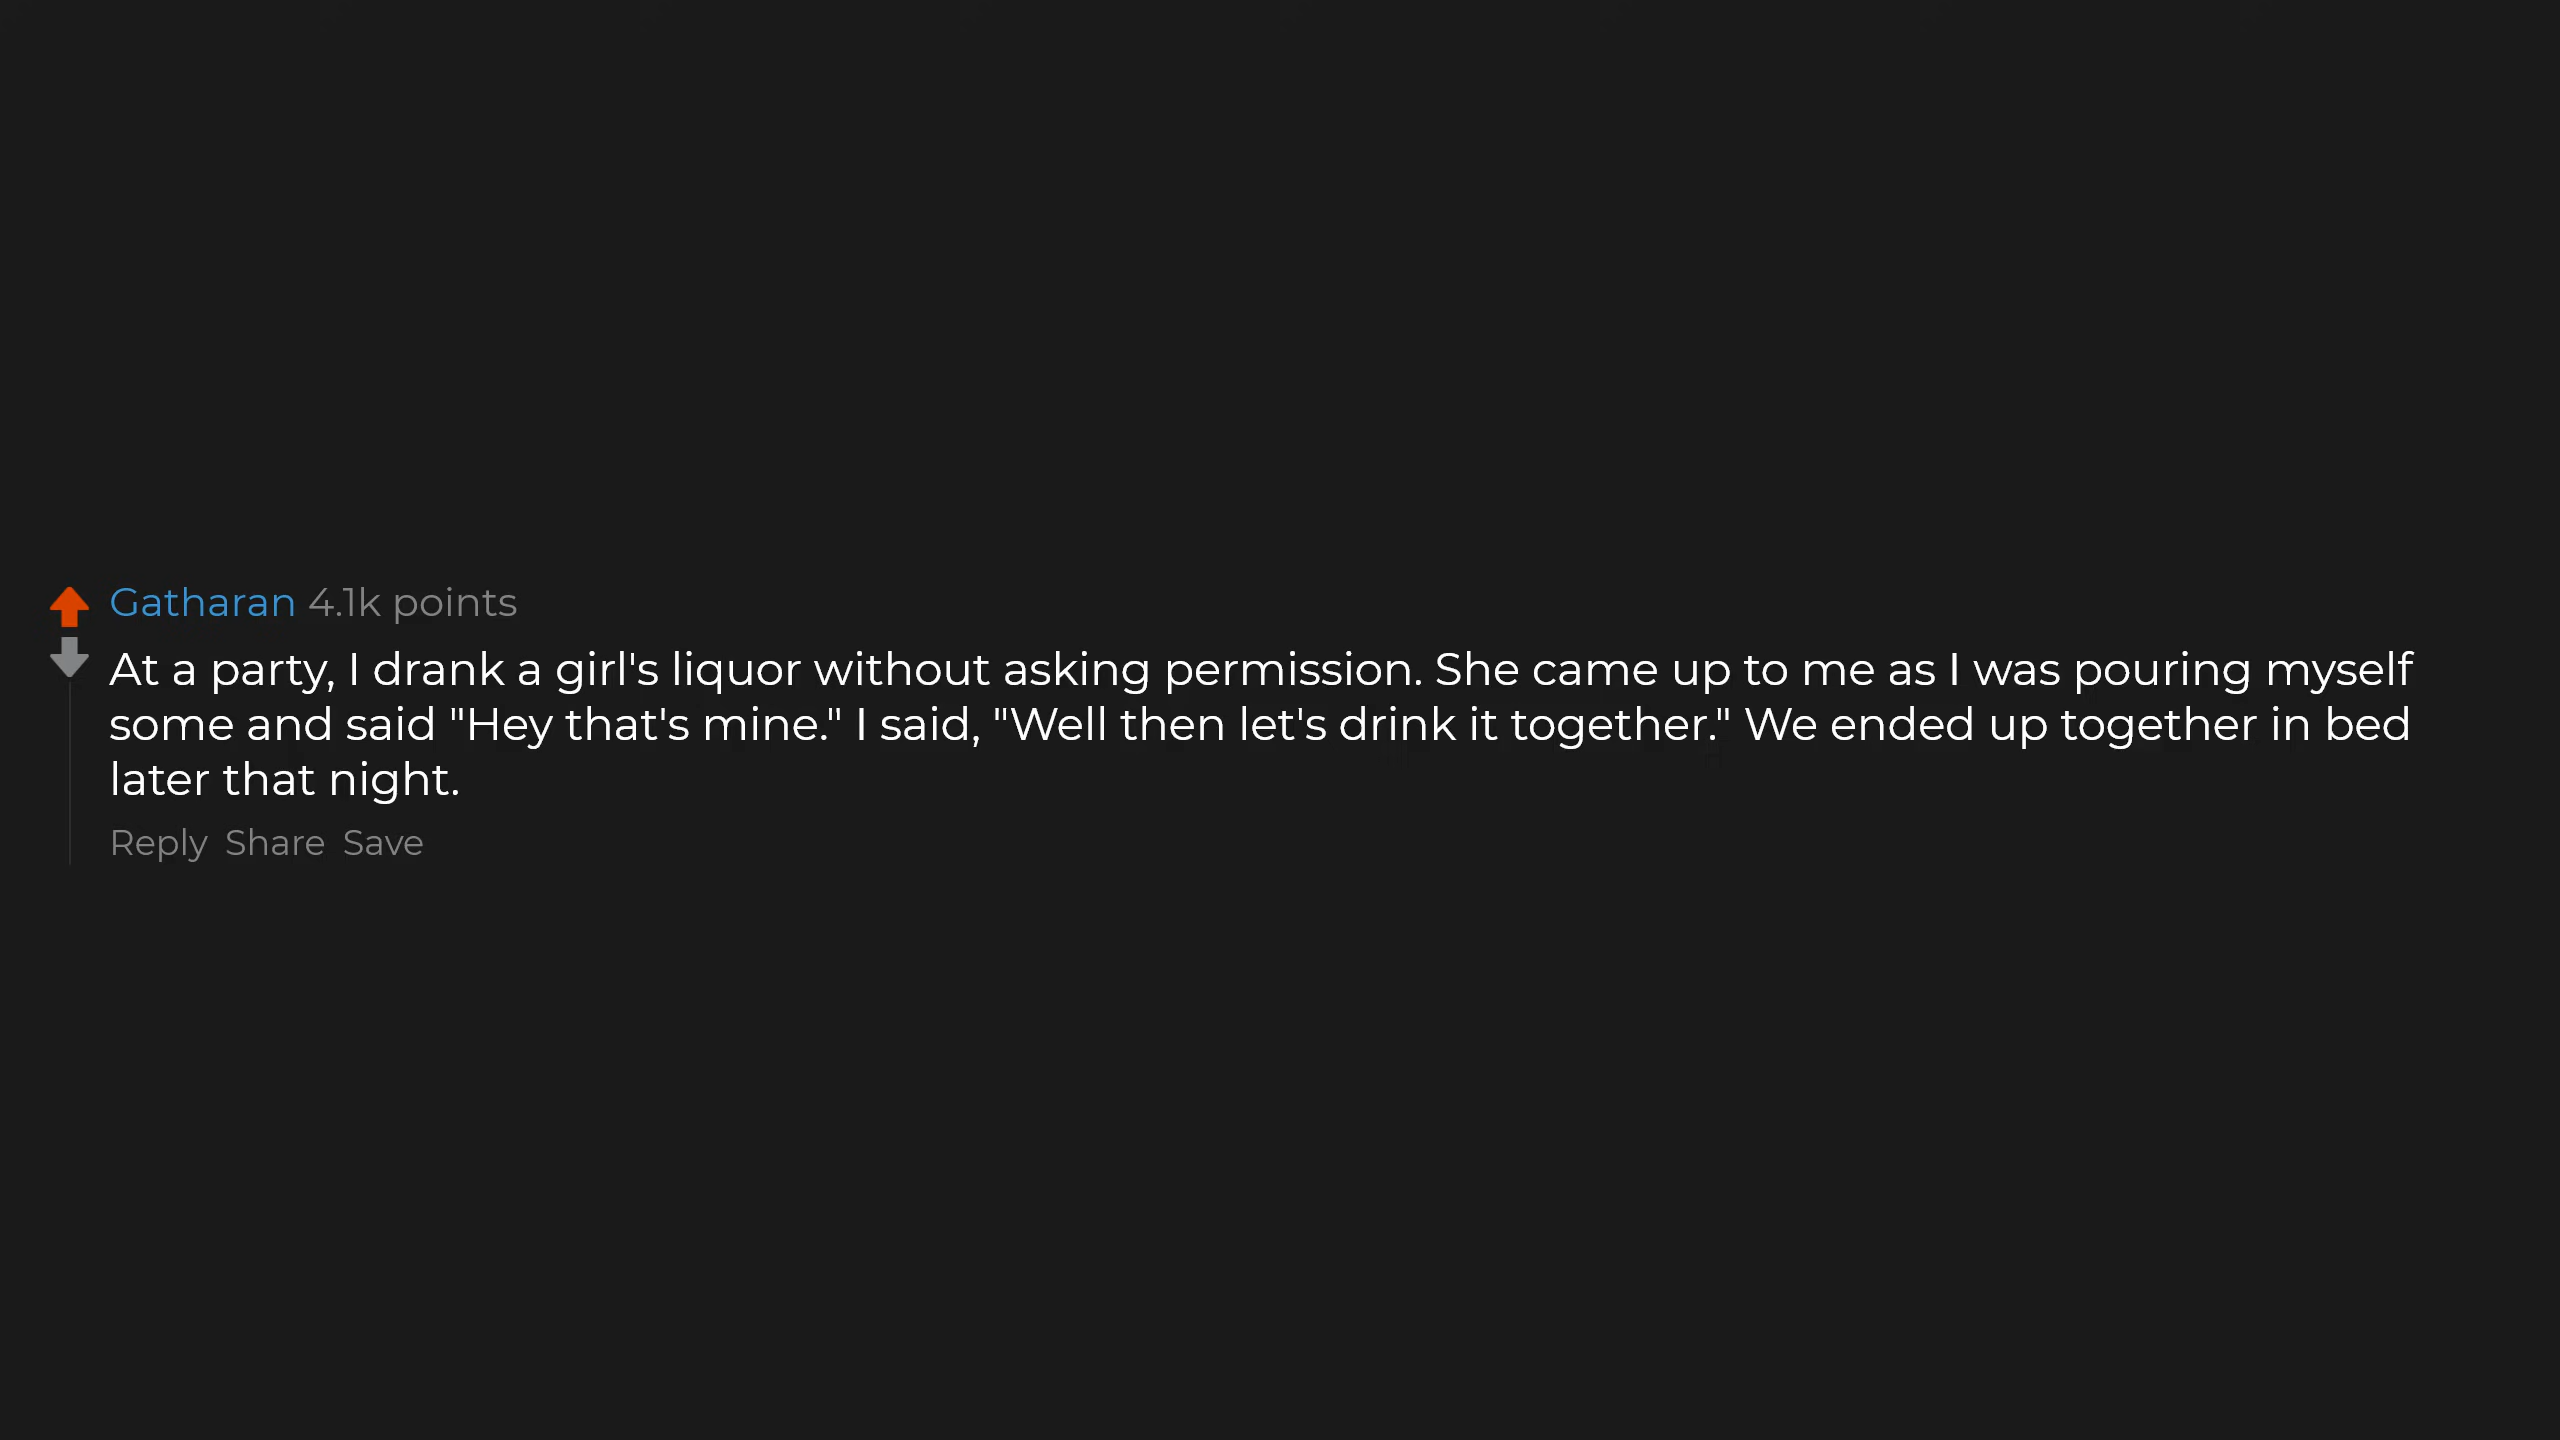 Gatharan 4.1k points
At a party, I drank a girl's liquor without asking permission. She came up to me as I was pouring myself
some and said "Hey that's mine." I said, "Well then let's drink it together." We ended up together in bed
later that night.
Reply Share Save